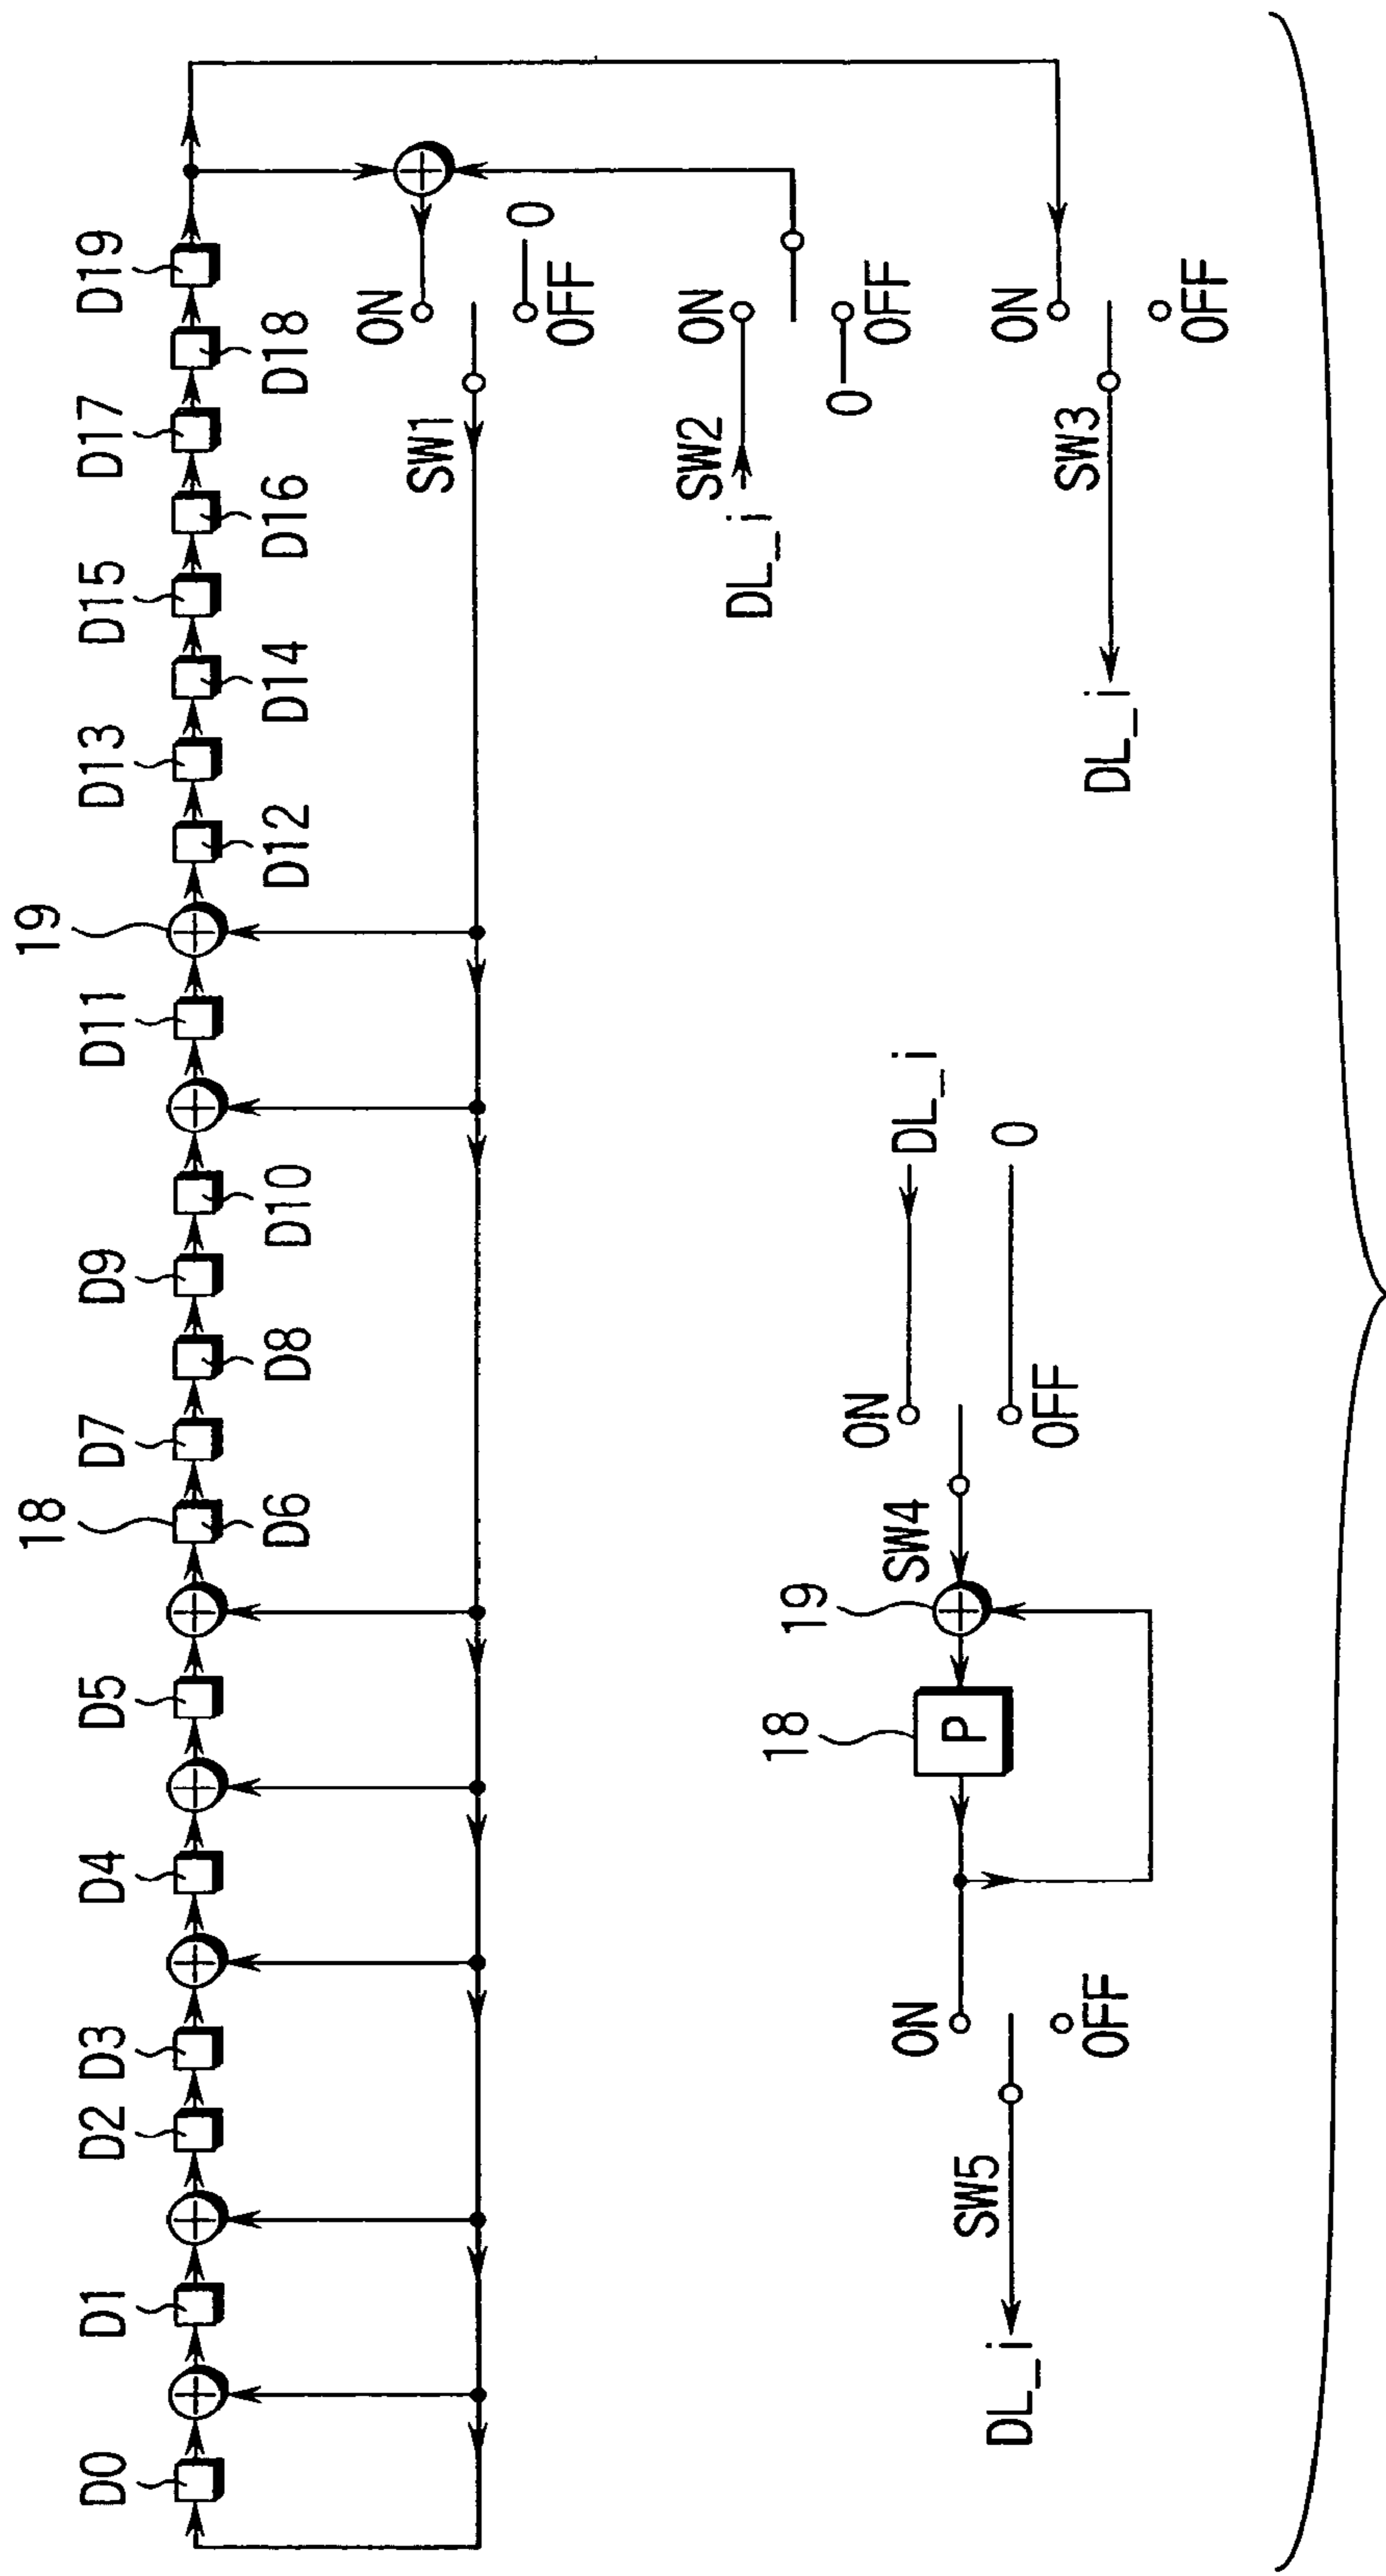 D0
D1
D2
D3
D4
D5
18
D6
D7
D8
D9
D10
D11
19
D12
D13
D14
D15
D16
D17
D18
D19
SW1
ON
OFF
0
DL_i
SW2
ON
OFF
0
DL_i
SW3
ON
OFF
DL_i
SW5
ON
OFF
18
P
19
SW4
ON
OFF
DL_i
0